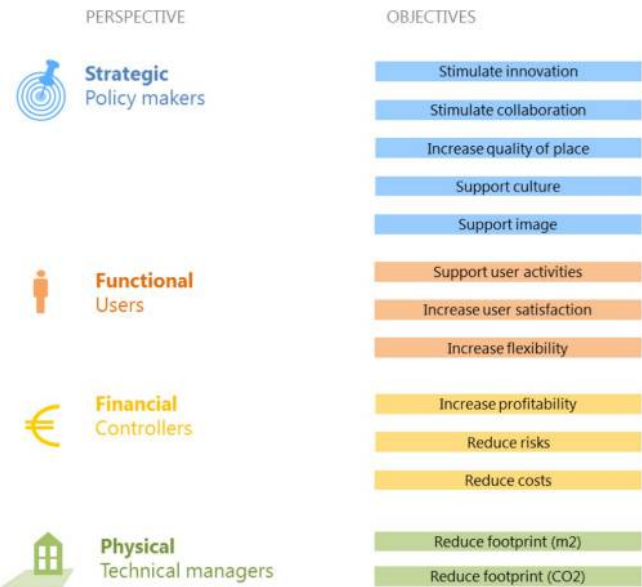 PERSPECTIVE
OBJECTIVES
Strategic
Policy makers
Stimulate innovation
Stimulate collaboration
Increase quality of place
Support culture
Support image
Functional
Users
Support user activities
Increase user satisfaction
Increase flexibility
Financial
Controllers
Increase profitability
Reduce risks
Reduce costs
Physical
Technical managers
Reduce footprint (m2)
Reduce footprint (CO2)